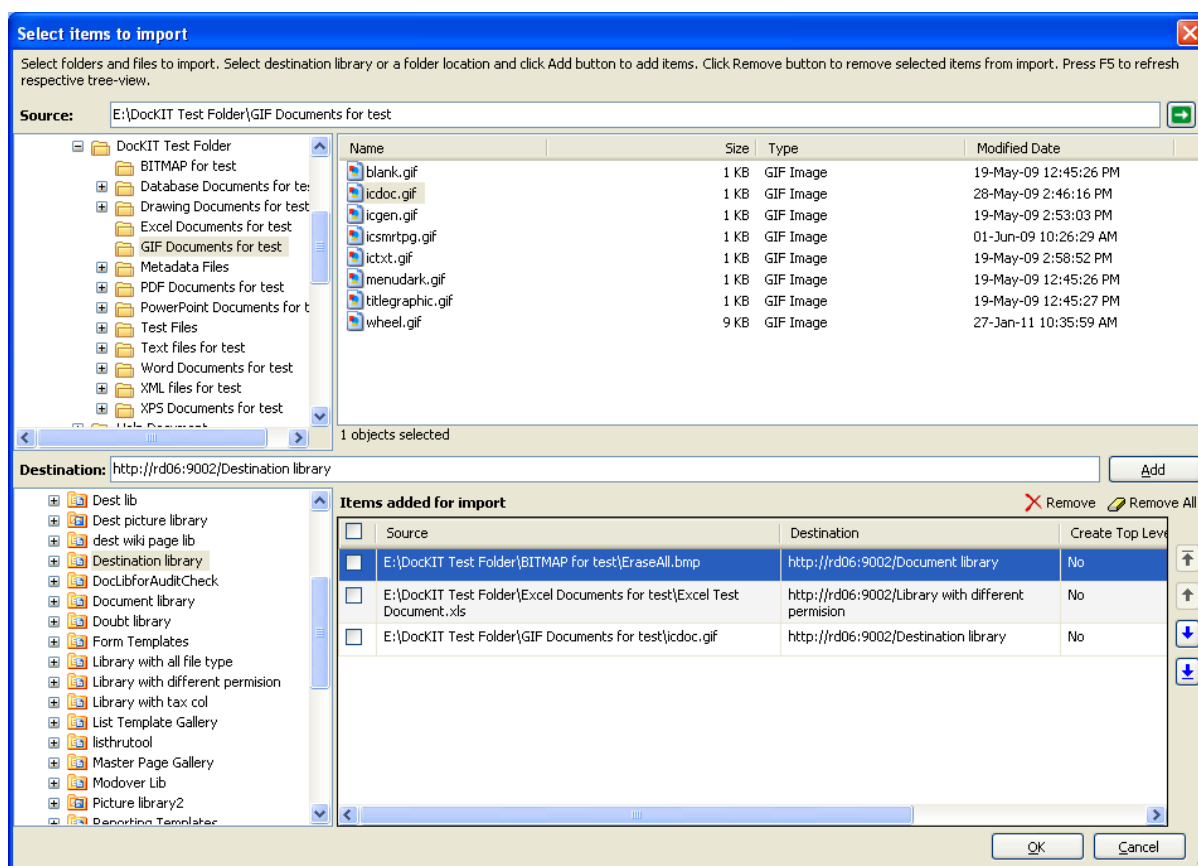 Select items to import
Select folders and files to import. Select destination library or a folder location and click Add button to add items. Click Remove button to remove selected items from import. Press F5 to refresh
respective tree-view.
Source: E:\DocKIT Test Folder\GIF Documents for test
DocKIT Test Folder
BITMAP for test
Database Documents for te
Drawing Documents for test
Excel Documents for test
GIF Documents for test
Metadata Files
PDF Documents for test
PowerPoint Documents for t
Test Files
Text files for test
Word Documents for test
XML files for test
XPS Documents for test
Name Size Type Modified Date
blank.gif 1 KB GIF Image 19-May-09 12:45:26 PM
icdoc.gif 1 KB GIF Image 28-May-09 2:46:16 PM
icgen.gif 1 KB GIF Image 19-May-09 2:53:03 PM
icsmrtpg.gif 1 KB GIF Image 01-Jun-09 10:26:29 AM
ictxt.gif 1 KB GIF Image 19-May-09 2:58:52 PM
menudark.gif 1 KB GIF Image 19-May-09 12:45:26 PM
titlegraphic.gif 1 KB GIF Image 19-May-09 12:45:27 PM
wheel.gif 9 KB GIF Image 27-Jan-11 10:35:59 AM
1 objects selected
Destination: http://rd06:9002/Destination library Add
Dest lib
Dest picture library
dest wiki page lib
Destination library
DocLibforAuditCheck
Document library
Doubt library
Form Templates
Library with all file type
Library with different permision
Library with tax col
List Template Gallery
listhrutool
Master Page Gallery
Modover Lib
Picture library2
Reporting Templates
Items added for import Remove Remove All
Source Destination Create Top Leve
E:\DocKIT Test Folder\BITMAP for test\EraseAll.bmp http://rd06:9002/Document library No
E:\DocKIT Test Folder\Excel Documents for test\Excel Test http://rd06:9002/Library with different No
Document.xls permision
E:\DocKIT Test Folder\GIF Documents for test\icdoc.gif http://rd06:9002/Destination library No
OK Cancel